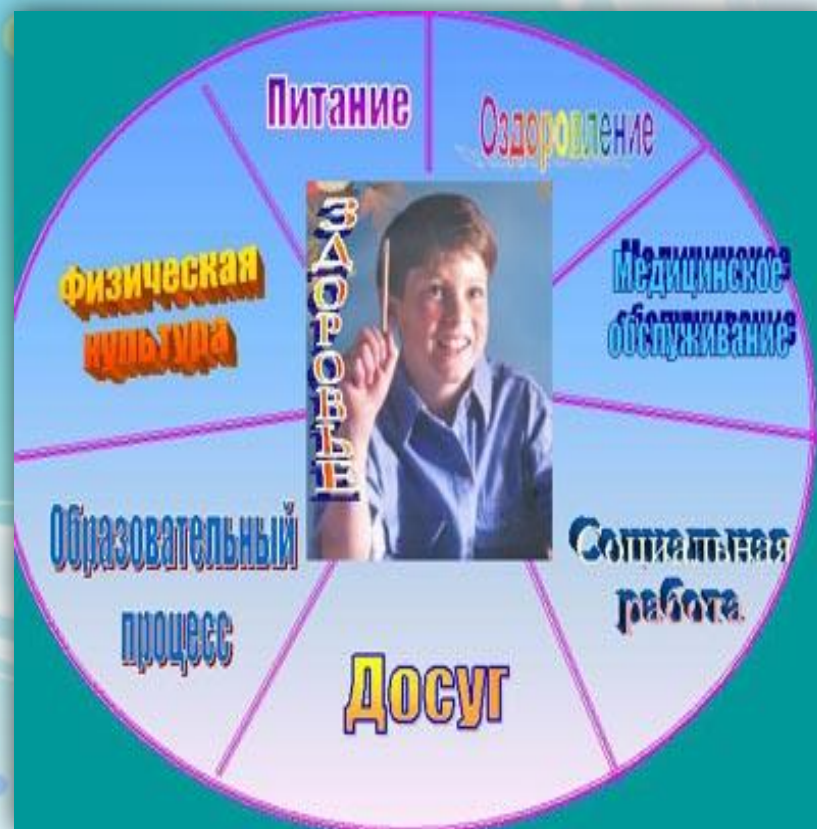 Питание
Оздоровление
Медицинское
обслуживание
Социальная
работа
Досуг
Образовательный
процесс
Физическая
культура
ЗДОРОВЬЕ